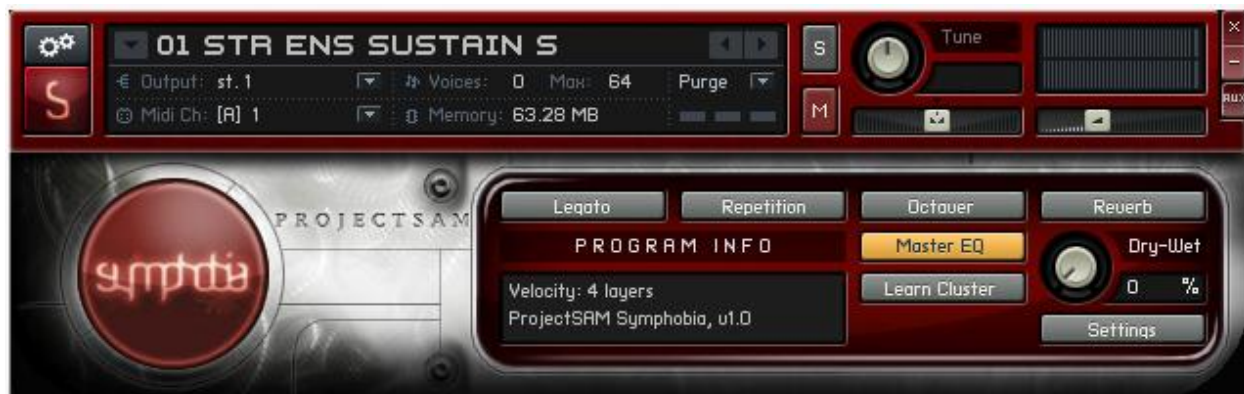 01 STR ENS SUSTAIN S
S
Tune
x
-
Output: st. 1
Voices: 0 Max: 64
Purge
S
Midi Ch: [A] 1
Memory: 63.28 MB
M
AUX
PROJECTSAM
symphobia
Legato
Repetition
Octaver
Reverb
PROGRAM INFO
Master EQ
Dry-Wet
Velocity: 4 layers
ProjectSAM Symphobia, v1.0
Learn Cluster
0 %
Settings